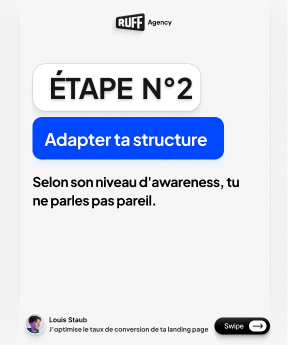 RUFF Agency
ÉTAPE N°2
Adapter ta structure
Selon son niveau d'awareness, tu
ne parles pas pareil.
Louis Staub
J'optimise le taux de conversion de ta landing page
Swipe